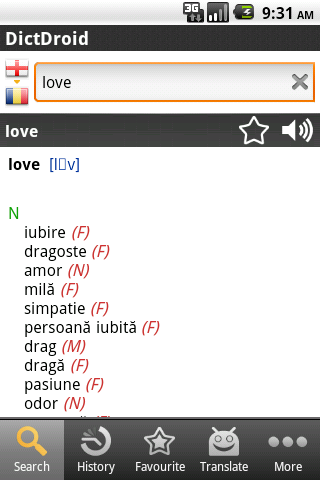 3G
9:31 AM
DictDroid
love
love
love [l▯v]
N
iubire (F)
dragoste (F)
amor (N)
milă (F)
simpatie (F)
persoană iubită (F)
drag (M)
dragă (F)
pasiune (F)
odor (N)
Search History Favourite Translate More